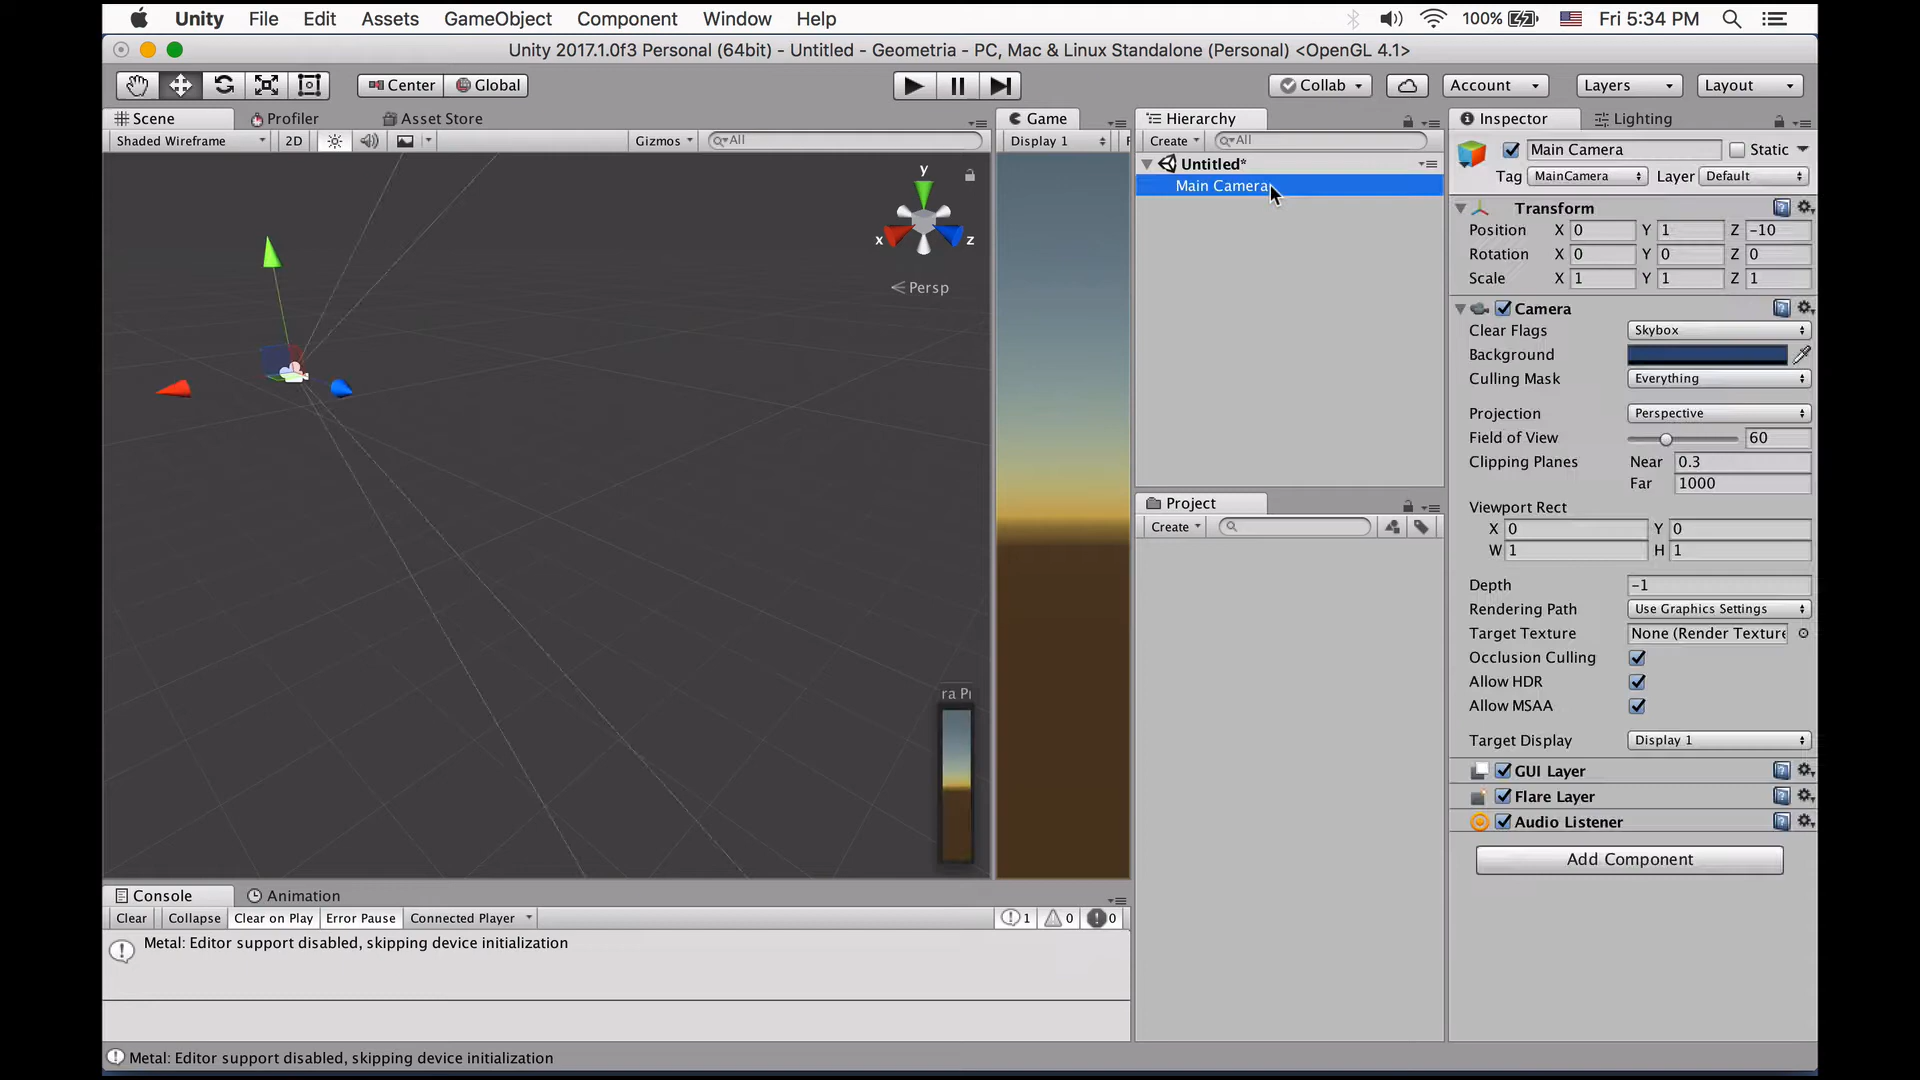 Unity File Edit Assets GameObject Component Window Help 100% Fri 5:34 PM
Unity 2017.1.0f3 Personal (64bit) - Untitled - Geometria - PC, Mac & Linux Standalone (Personal) <OpenGL 4.1>
Center Global Collab Account Layers Layout
Scene Profiler Asset Store
Shaded Wireframe 2D Gizmos All
y
x z
Persp
ra Pr
Game
Display 1
Hierarchy
Create All
Untitled*
Main Camera
Project
Create
Inspector Lighting
Main Camera Static
Tag MainCamera Layer Default
Transform
Position X 0 Y 1 Z -10
Rotation X 0 Y 0 Z 0
Scale X 1 Y 1 Z 1
Camera
Clear Flags Skybox
Background
Culling Mask Everything
Projection Perspective
Field of View 60
Clipping Planes Near 0.3
Far 1000
Viewport Rect
X 0 Y 0
W 1 H 1
Depth -1
Rendering Path Use Graphics Settings
Target Texture None (Render Texture
Occlusion Culling
Allow HDR
Allow MSAA
Target Display Display 1
GUI Layer
Flare Layer
Audio Listener
Add Component
Console Animation
Clear Collapse Clear on Play Error Pause Connected Player 1 0 0
Metal: Editor support disabled, skipping device initialization
Metal: Editor support disabled, skipping device initialization